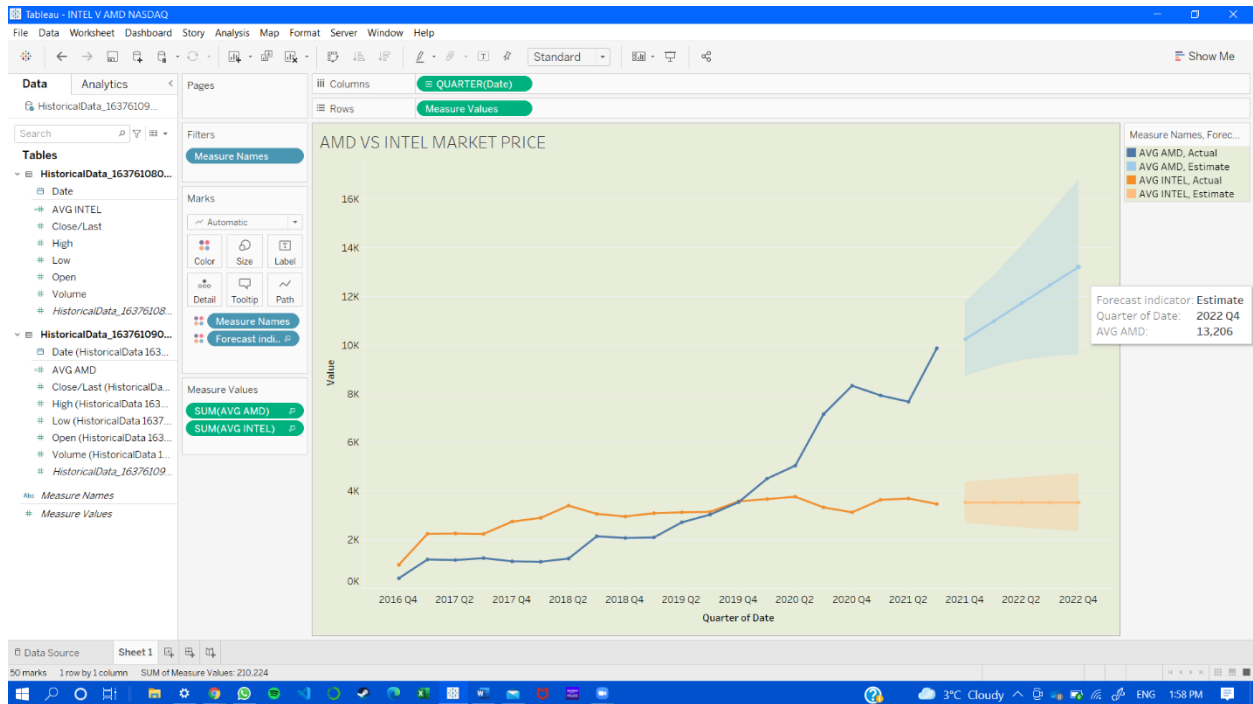 Tableau - INTEL V AMD NASDAQ
File Data Worksheet Dashboard Story Analysis Map Format Server Window Help
Standard
Show Me
Data Analytics
HistoricalData_16376109...
Search
Tables
HistoricalData_163761080...
Date
AVG INTEL
Close/Last
High
Low
Open
Volume
HistoricalData_16376108...
HistoricalData_163761090...
Date (HistoricalData 163...
AVG AMD
Close/Last (HistoricalDa...
High (HistoricalData 163...
Low (HistoricalData 1637...
Open (HistoricalData 163...
Volume (HistoricalData 1...
HistoricalData_16376109...
Abc Measure Names
Measure Values
Pages
Filters
Measure Names
Marks
Automatic
Color Size Label
Detail Tooltip Path
Measure Names
Forecast indi..
Measure Values
SUM(AVG AMD)
SUM(AVG INTEL)
Columns QUARTER(Date)
Rows Measure Values
AMD VS INTEL MARKET PRICE
16K
14K
12K
10K
8K
6K
4K
2K
0K
Value
2016 Q4 2017 Q2 2017 Q4 2018 Q2 2018 Q4 2019 Q2 2019 Q4 2020 Q2 2020 Q4 2021 Q2 2021 Q4 2022 Q2 2022 Q4
Quarter of Date
Measure Names, Forec...
AVG AMD, Actual
AVG AMD, Estimate
AVG INTEL, Actual
AVG INTEL, Estimate
Forecast indicator: Estimate
Quarter of Date: 2022 Q4
AVG AMD: 13,206
Data Source Sheet 1
50 marks 1 row by 1 column SUM of Measure Values: 210.224
3°C Cloudy ENG 1:58 PM